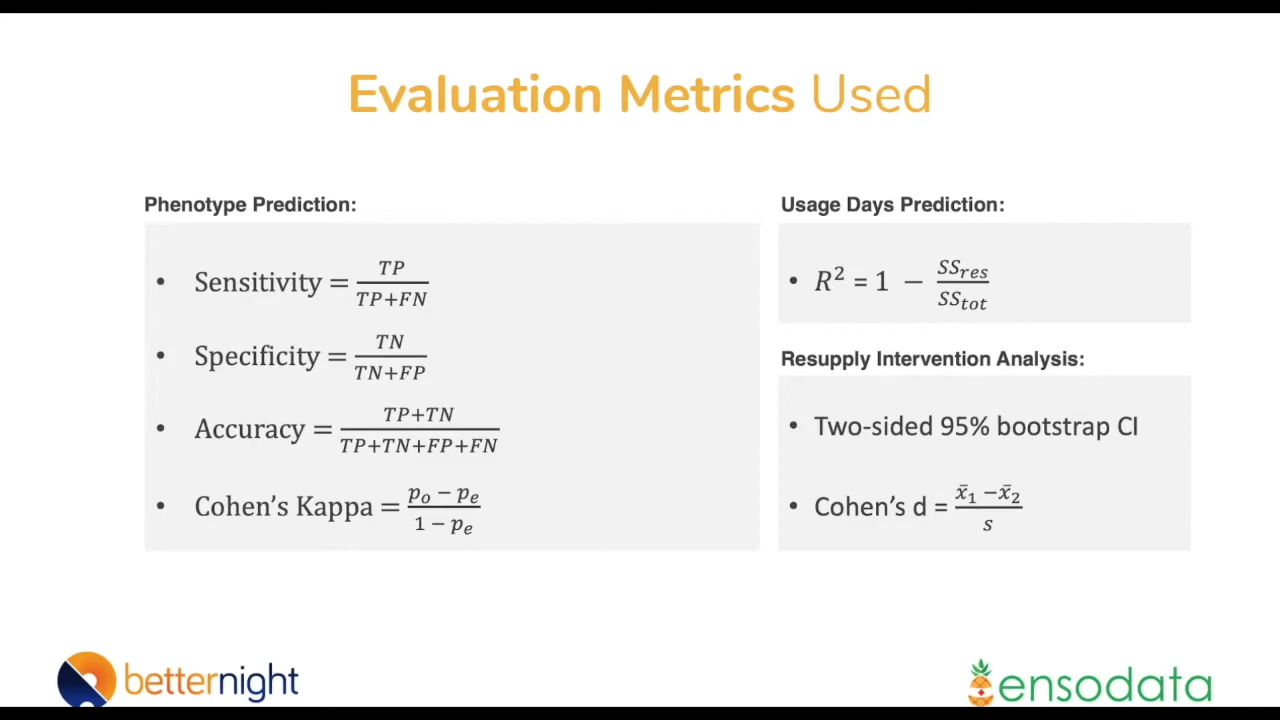 Evaluation Metrics Used
Phenotype Prediction:
• Sensitivity = TP / TP+FN
• Specificity = TN / TN+FP
• Accuracy = TP+TN / TP+TN+FP+FN
• Cohen's Kappa = pₒ − pₑ / 1 − pₑ
Usage Days Prediction:
• R² = 1 − SS_res / SS_tot
Resupply Intervention Analysis:
• Two-sided 95% bootstrap CI
• Cohen's d = x̄₁ −x̄₂ / s
betternight
ensodata